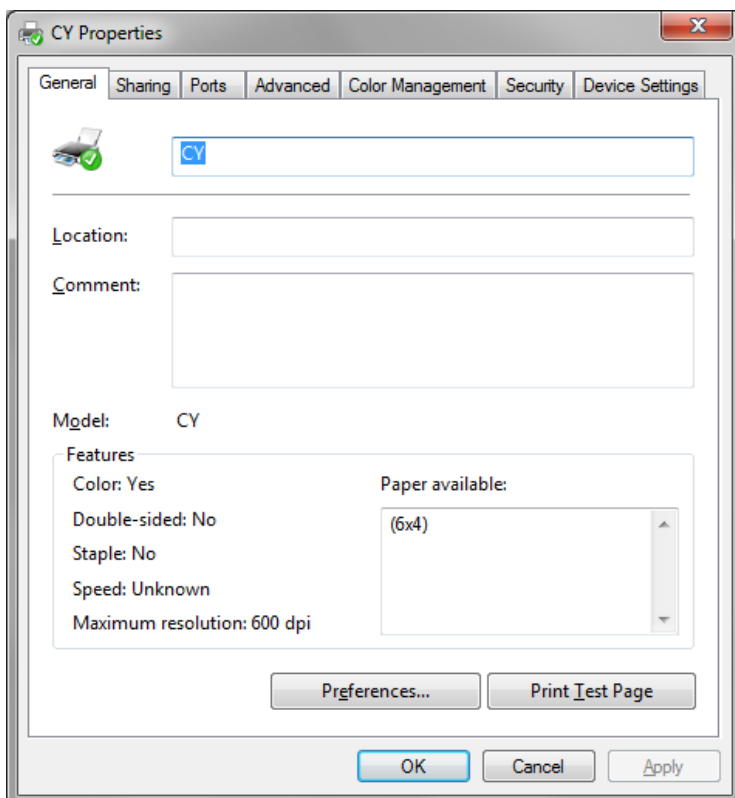 CY Properties
General Sharing Ports Advanced Color Management Security Device Settings
CY
Location:
Comment:
Model: CY
Features
Color: Yes
Paper available:
Double-sided: No
(6x4)
Staple: No
Speed: Unknown
Maximum resolution: 600 dpi
Preferences... Print Test Page
OK Cancel Apply